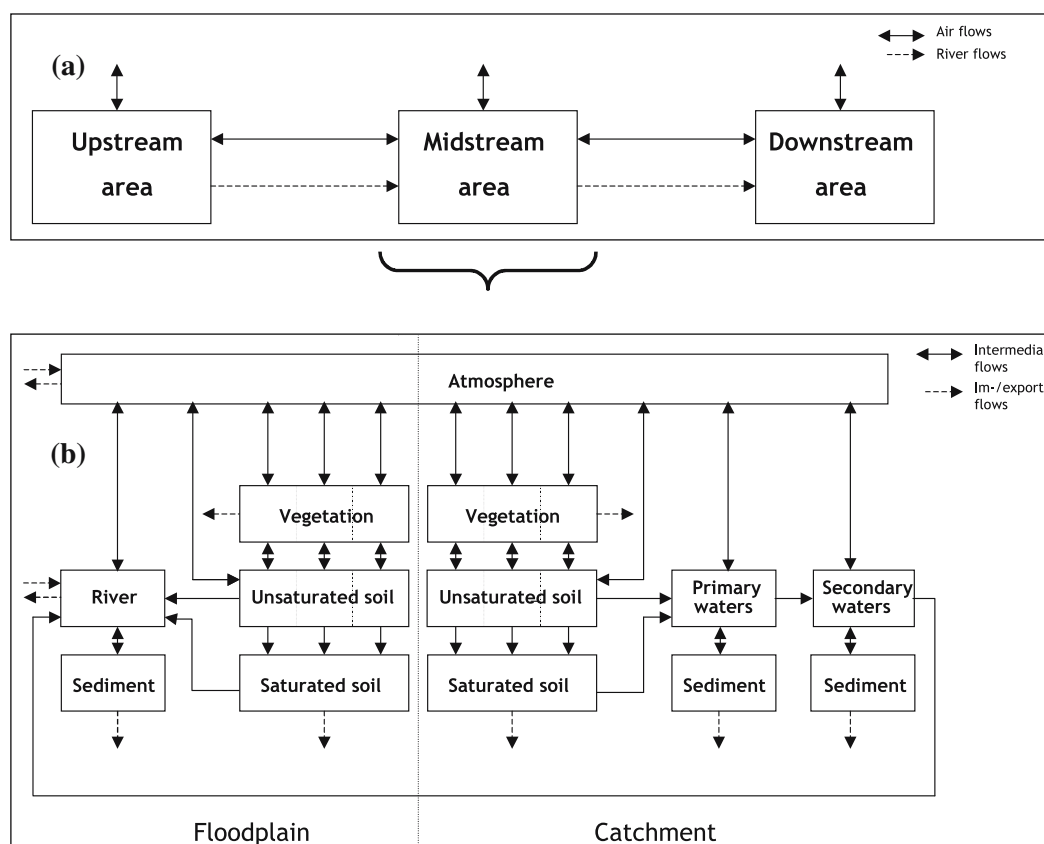 Air flows
River flows
(a)
Upstream
area
Midstream
area
Downstream
area
Intermedia
flows
Im-/export
flows
Atmosphere
(b)
Vegetation
Vegetation
River
Unsaturated soil
Unsaturated soil
Primary
waters
Secondary
waters
Sediment
Saturated soil
Saturated soil
Sediment
Sediment
Floodplain
Catchment